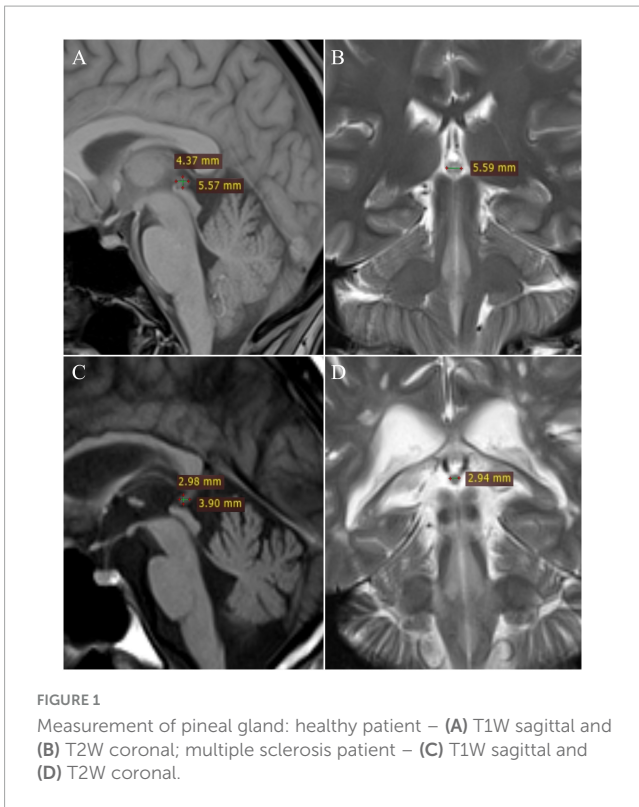 A
4.37 mm
5.57 mm
B
5.59 mm
C
2.98 mm
3.90 mm
D
2.94 mm
FIGURE 1
Measurement of pineal gland: healthy patient – (A) T1W sagittal and
(B) T2W coronal; multiple sclerosis patient – (C) T1W sagittal and
(D) T2W coronal.